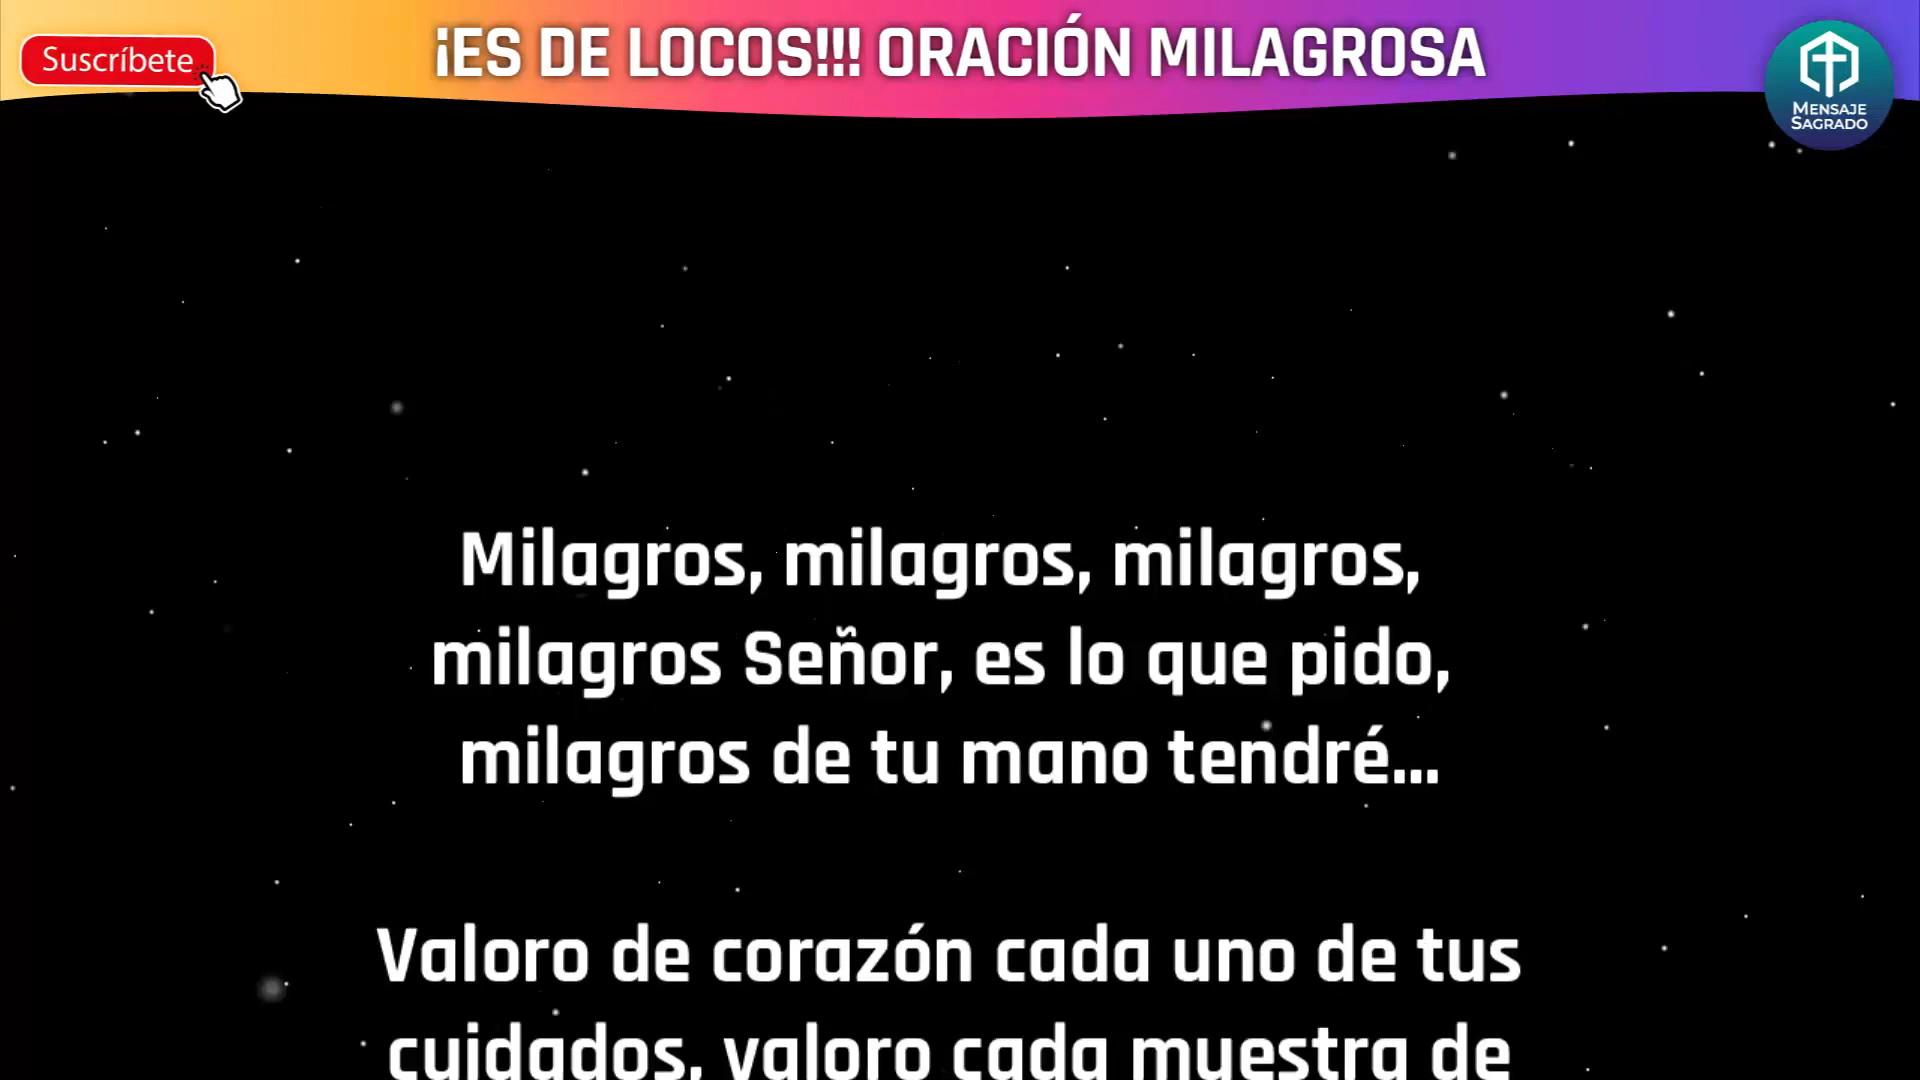 Suscríbete
¡ES DE LOCOS!!! ORACIÓN MILAGROSA
MENSAJE
SAGRADO
Milagros, milagros, milagros,
milagros Señor, es lo que pido,
milagros de tu mano tendré...
Valoro de corazón cada uno de tus
cuidados, valoro cada muestra de